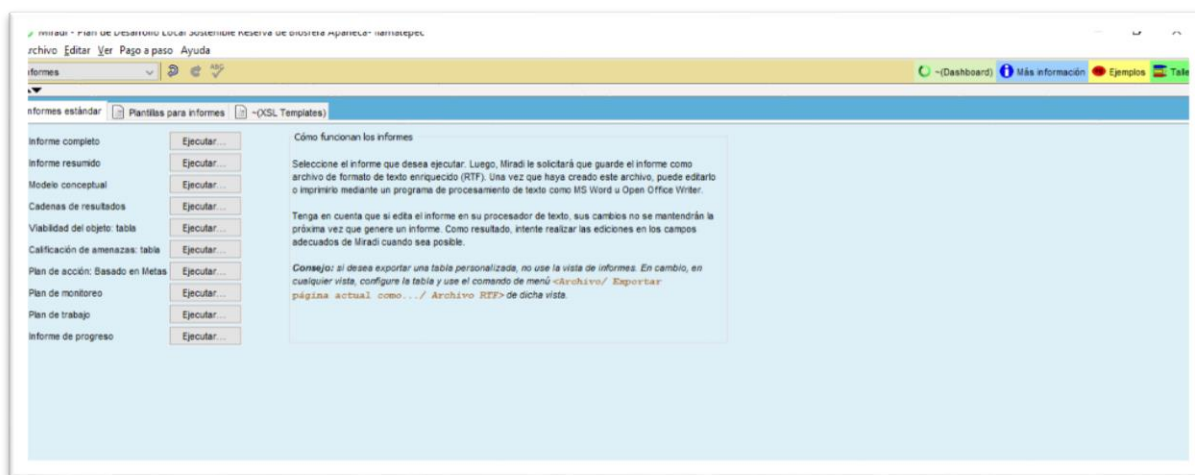 Miradi - Plan de Desarrollo Local Sostenible Reserva de Biosfera Apaneca- Ilamatepec
rchivo Editar Ver Paso a paso Ayuda
nformes
ABC
~(Dashboard) Más información Ejemplos Talle
nformes estándar Plantillas para informes ~(XSL Templates)
Informe completo Ejecutar...
Informe resumido Ejecutar...
Modelo conceptual Ejecutar...
Cadenas de resultados Ejecutar...
Viabilidad del objeto: tabla Ejecutar...
Calificación de amenazas: tabla Ejecutar...
Plan de acción: Basado en Metas Ejecutar...
Plan de monitoreo Ejecutar...
Plan de trabajo Ejecutar...
Informe de progreso Ejecutar...
Cómo funcionan los informes
Seleccione el informe que desea ejecutar. Luego, Miradi le solicitará que guarde el informe como
archivo de formato de texto enriquecido (RTF). Una vez que haya creado este archivo, puede editarlo
o imprimirlo mediante un programa de procesamiento de texto como MS Word u Open Office Writer.
Tenga en cuenta que si edita el informe en su procesador de texto, sus cambios no se mantendrán la
próxima vez que genere un informe. Como resultado, intente realizar las ediciones en los campos
adecuados de Miradi cuando sea posible.
Consejo: si desea exportar una tabla personalizada, no use la vista de informes. En cambio, en
cualquier vista, configure la tabla y use el comando de menú <Archivo/ Exportar
página actual como.../ Archivo RTF> de dicha vista.